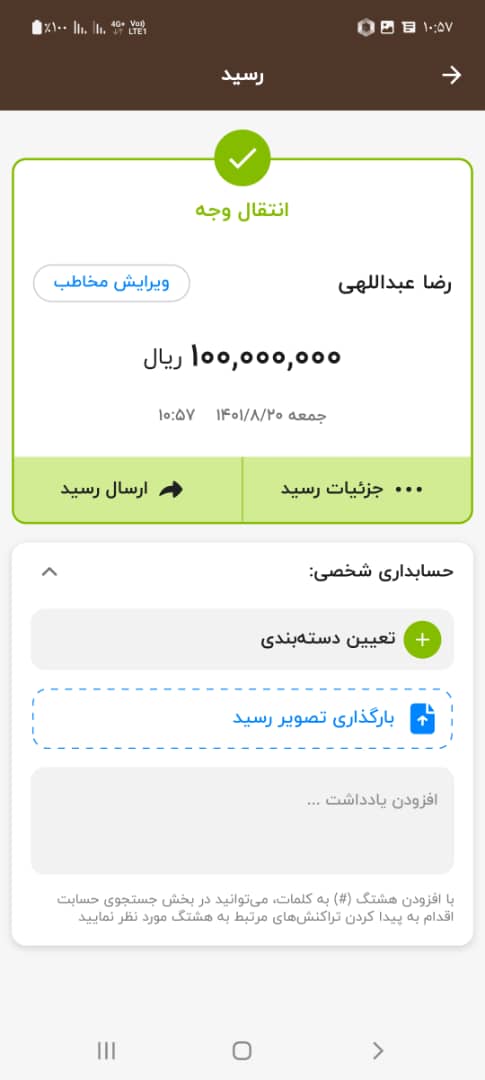 ۱۰:۵۷
٪۱۰۰ 4G+ Vo) LTE1
رسید
انتقال وجه
رضا عبداللهی
ویرایش مخاطب
۱۰۰,۰۰۰,۰۰۰ ریال
جمعه ۱۴۰۱/۸/۲۰ ۱۰:۵۷
جزئیات رسید
ارسال رسید
حسابداری شخصی:
تعیین دسته‌بندی
بارگذاری تصویر رسید
افزودن یادداشت ...
با افزودن هشتگ (#) به کلمات، می‌توانید در بخش جستجوی حسابت
اقدام به پیدا کردن تراکنش‌های مرتبط به هشتگ مورد نظر نمایید